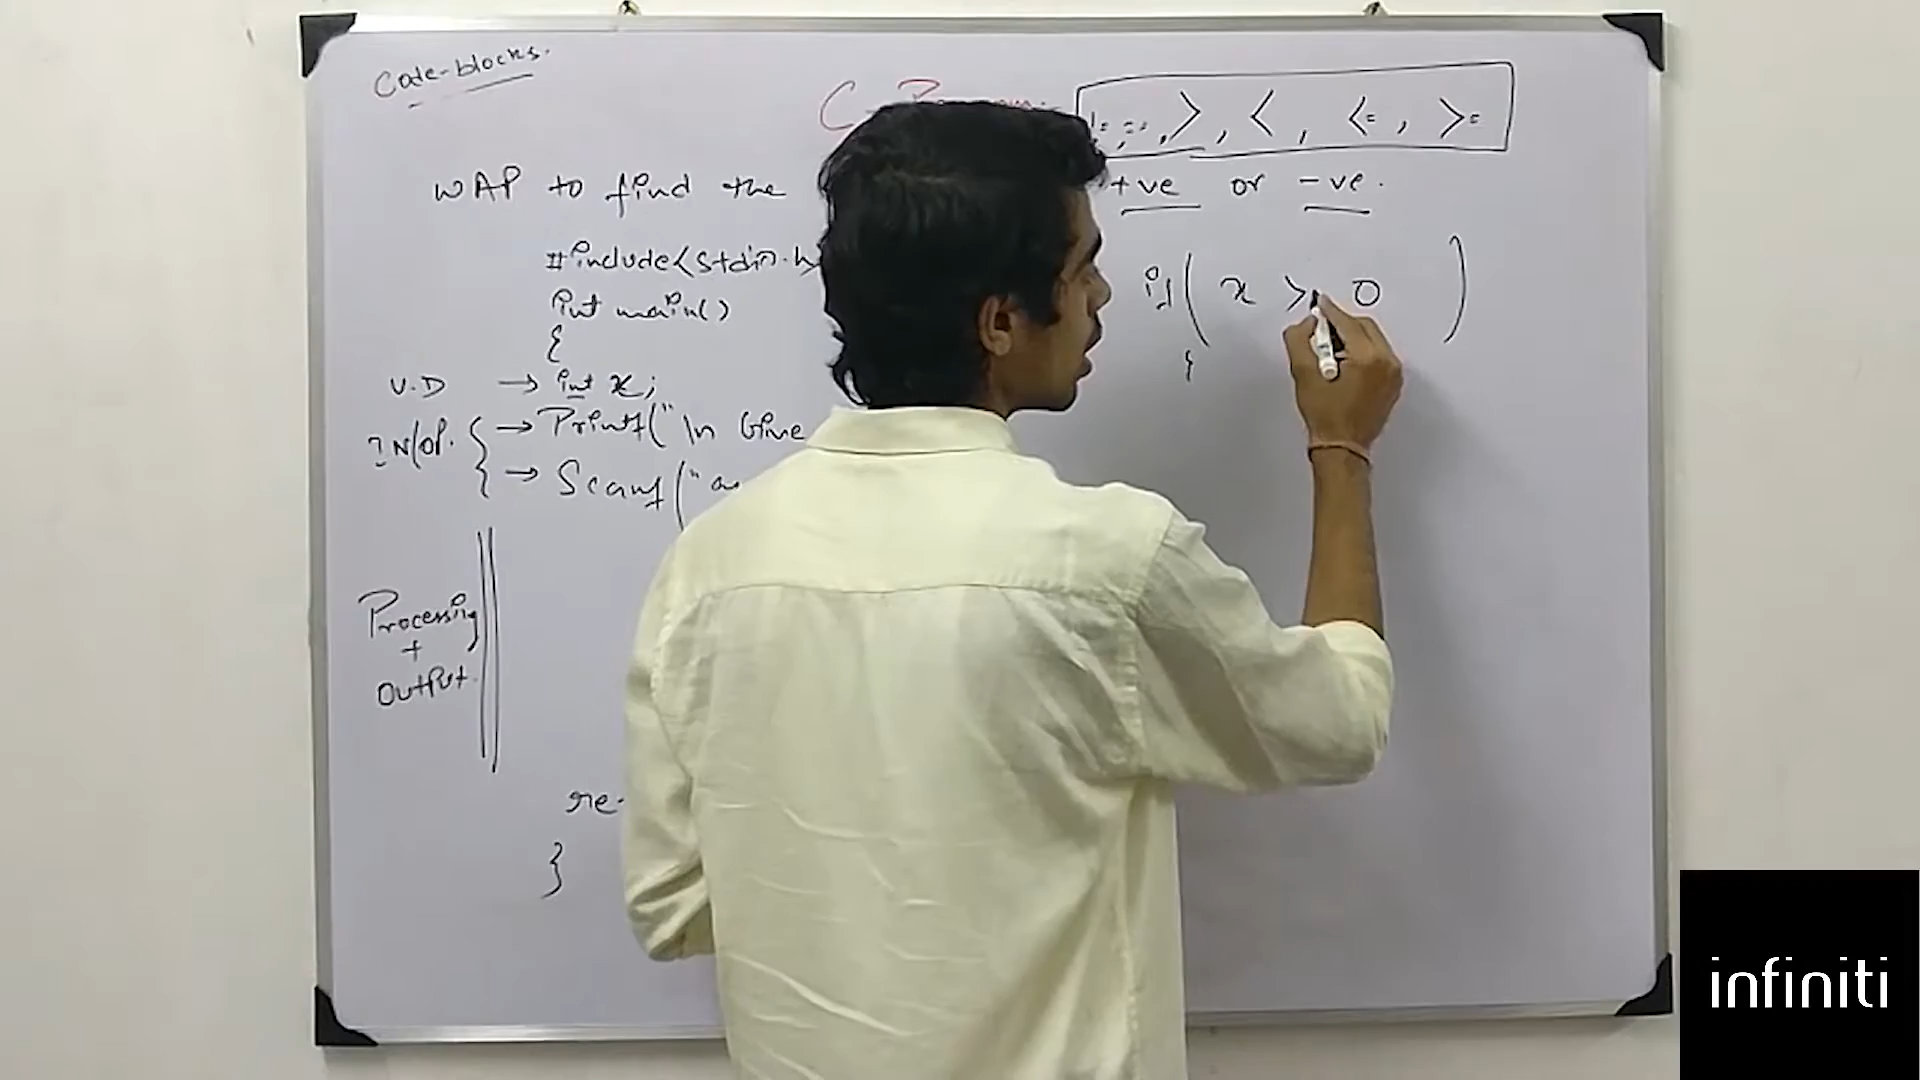 Code-blocks.
C
!= , == , > , < , <= , >=
WAP to find the +ve or -ve.
#include<stdio.h>
int main()
{
V.D → int x;
IN/OP. { → Printf("\n Give
→ Scanf("
Processing
+
Output.
re
}
if( x > 0 )
{
infiniti